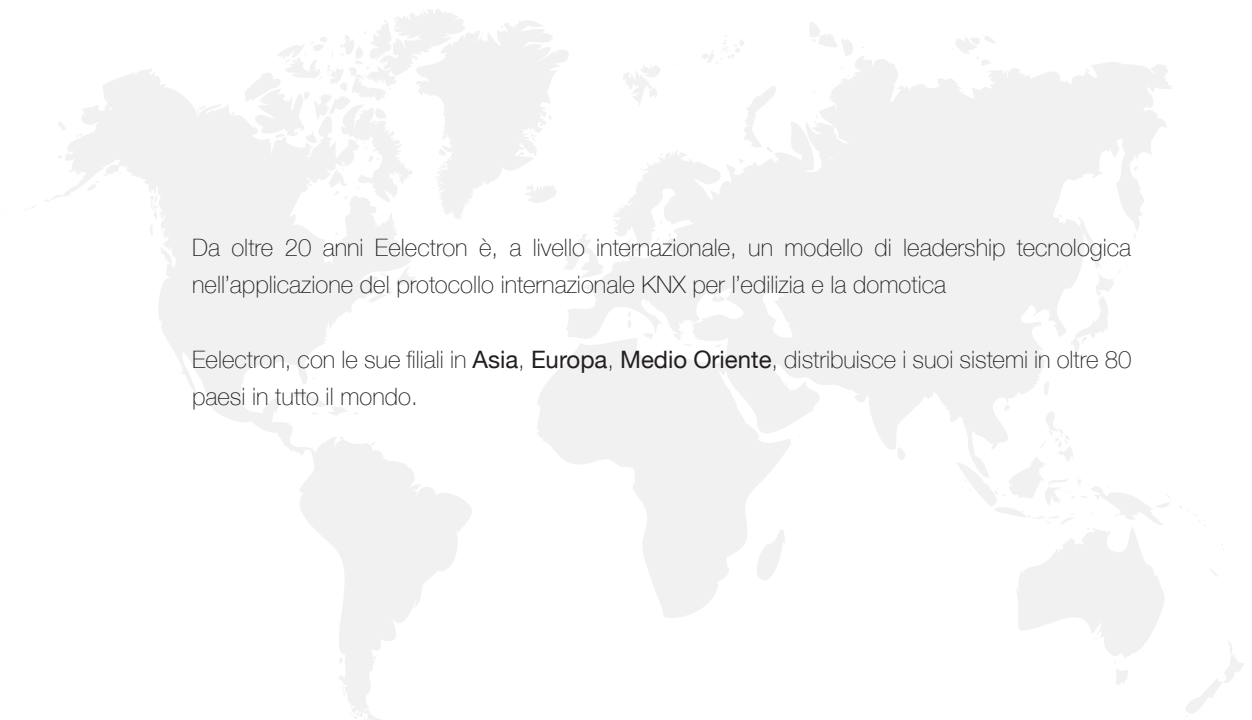 Da oltre 20 anni Eelectron è, a livello internazionale, un modello di leadership tecnologica
nell’applicazione del protocollo internazionale KNX per l’edilizia e la domotica
Eelectron, con le sue filiali in Asia, Europa, Medio Oriente, distribuisce i suoi sistemi in oltre 80
paesi in tutto il mondo.